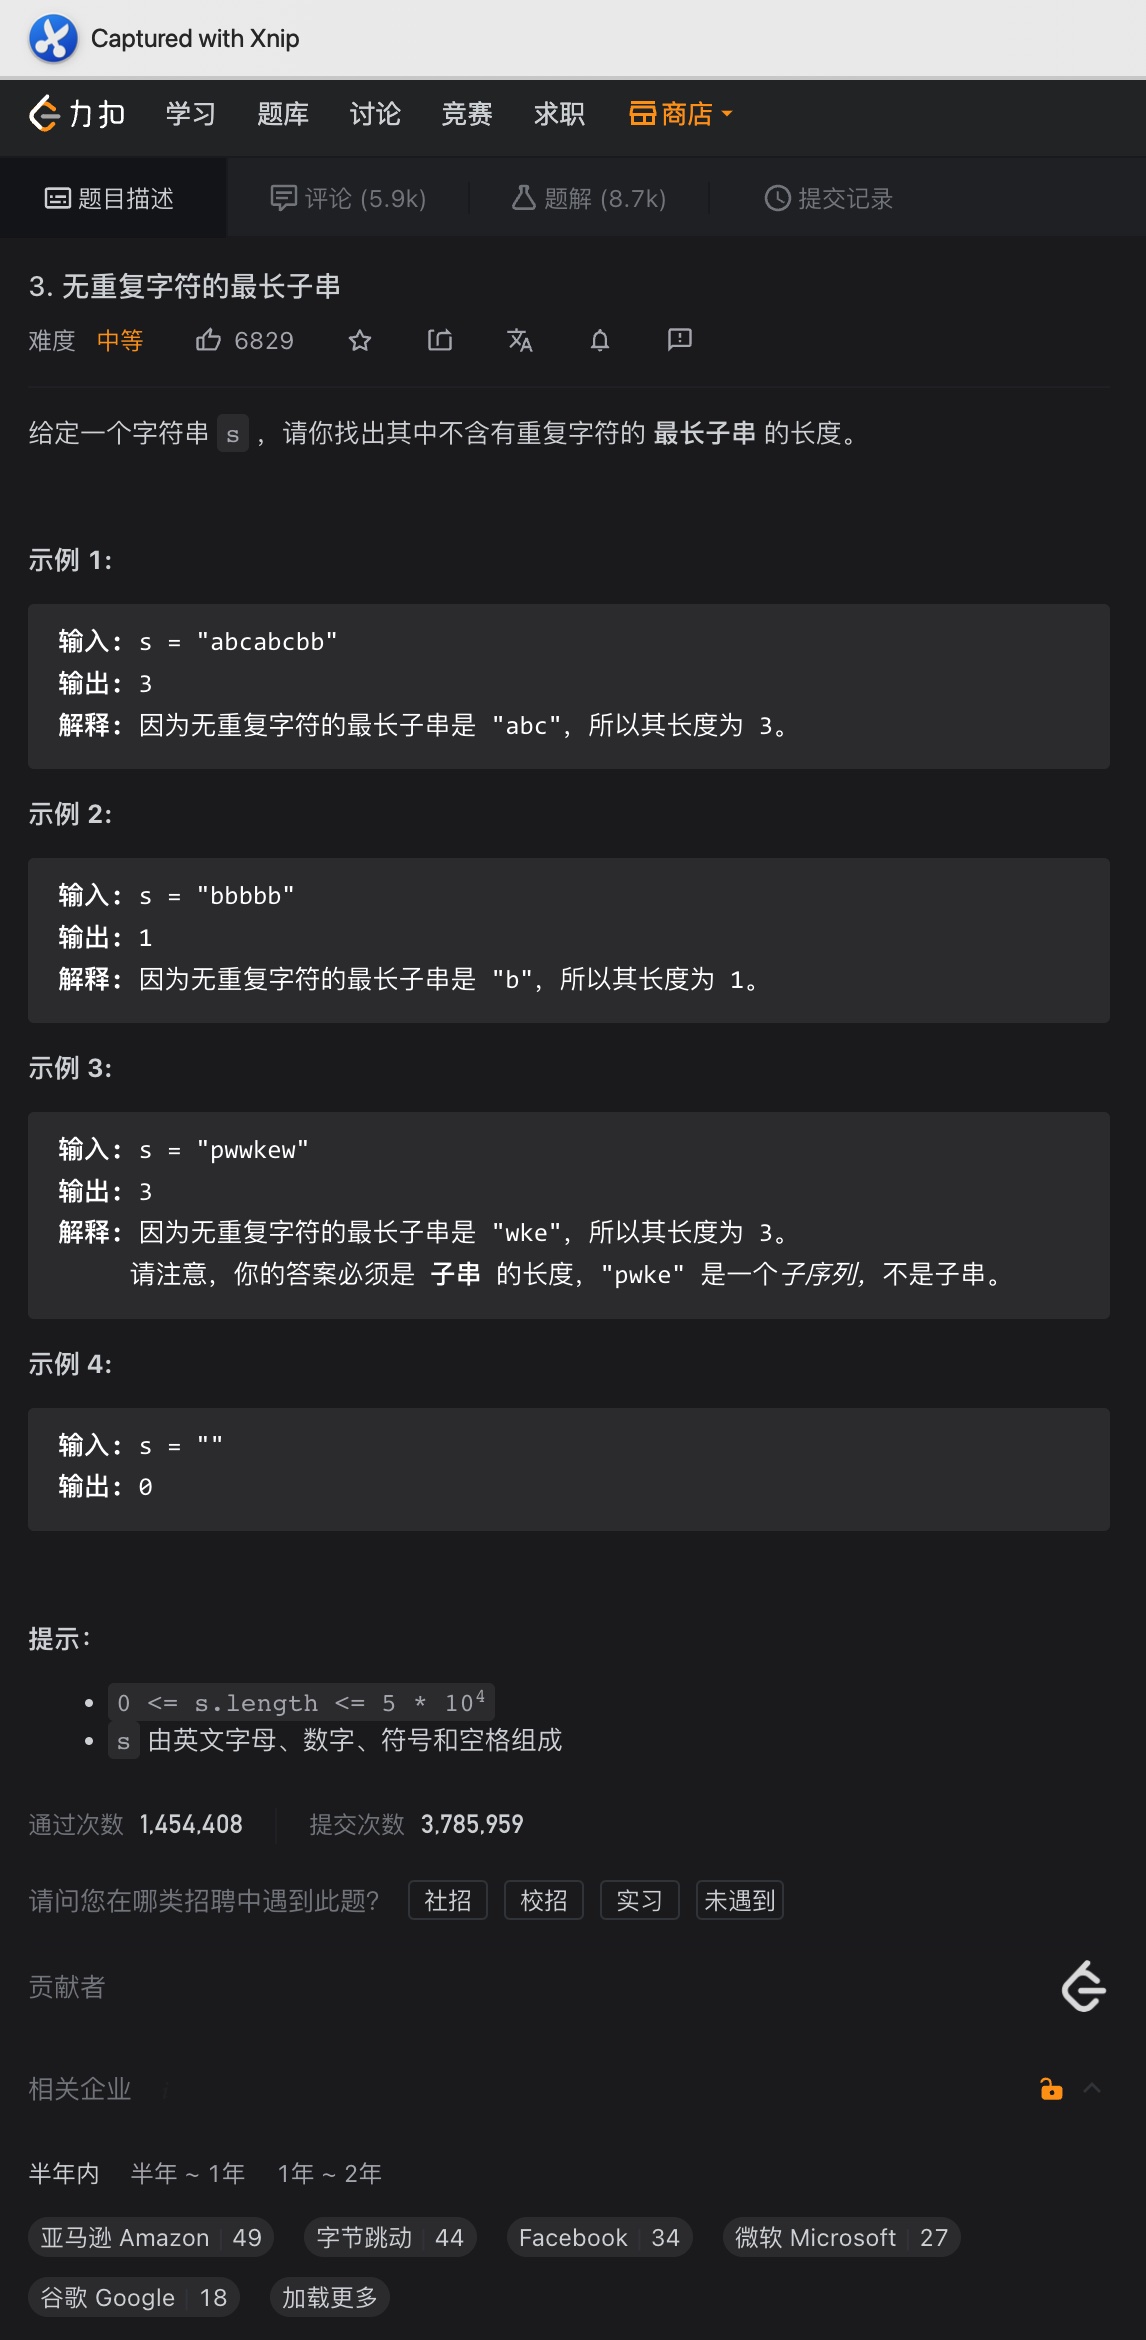 Captured with Xnip
力扣 学习 题库 讨论 竞赛 求职 商店
题目描述 评论 (5.9k) 题解 (8.7k) 提交记录
3. 无重复字符的最长子串
难度 中等 6829
给定一个字符串 s ，请你找出其中不含有重复字符的 最长子串 的长度。
示例 1:
输入: s = "abcabcbb"
输出: 3
解释: 因为无重复字符的最长子串是 "abc"，所以其长度为 3。
示例 2:
输入: s = "bbbbb"
输出: 1
解释: 因为无重复字符的最长子串是 "b"，所以其长度为 1。
示例 3:
输入: s = "pwwkew"
输出: 3
解释: 因为无重复字符的最长子串是 "wke"，所以其长度为 3。
请注意，你的答案必须是 子串 的长度，"pwke" 是一个子序列，不是子串。
示例 4:
输入: s = ""
输出: 0
提示：
• 0 <= s.length <= 5 * 10⁴
• s 由英文字母、数字、符号和空格组成
通过次数 1,454,408 提交次数 3,785,959
请问您在哪类招聘中遇到此题? 社招 校招 实习 未遇到
贡献者
相关企业
半年内 半年 ~ 1年 1年 ~ 2年
亚马逊 Amazon 49 字节跳动 44 Facebook 34 微软 Microsoft 27
谷歌 Google 18 加载更多